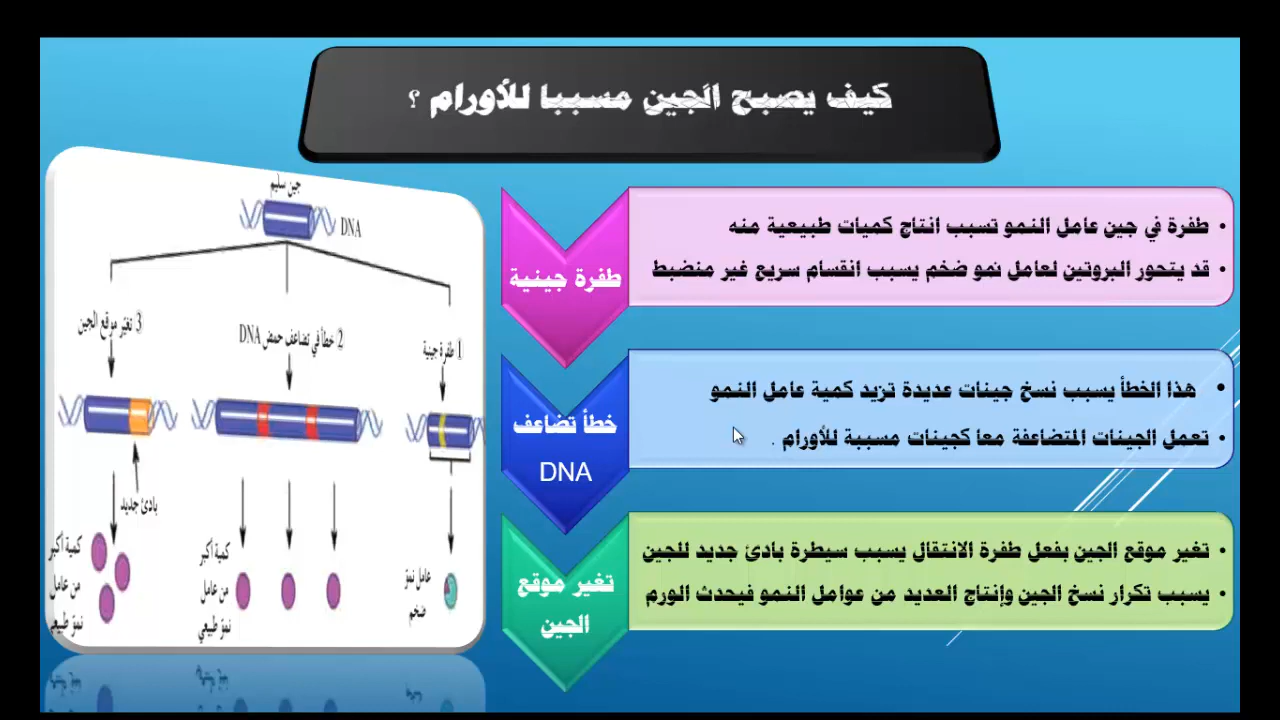 كيف يصبح الجين مسببا للأورام ؟
طفرة جينية
• طفرة في جين عامل النمو تسبب انتاج كميات طبيعية منه
• قد يتحور البروتين لعامل نمو ضخم يسبب انقسام سريع غير منضبط
خطأ تضاعف
DNA
• هذا الخطأ يسبب نسخ جينات عديدة تزيد كمية عامل النمو
• تعمل الجينات المتضاعفة معا كجينات مسببة للأورام .
تغير موقع
الجين
• تغير موقع الجين بفعل طفرة الانتقال يسبب سيطرة بادئ جديد للجين
• يسبب تكرار نسخ الجين وإنتاج العديد من عوامل النمو فيحدث الورم
جين سليم
DNA
1 طفرة جينية
2 خطأ في تضاعف حمض DNA
3 تغيّر موقع الجين
بادئ جديد
عامل نموّ
ضخم
كمية أكبر
من عامل
نموّ طبيعي
كمية أكبر
من عامل
نموّ طبيعي